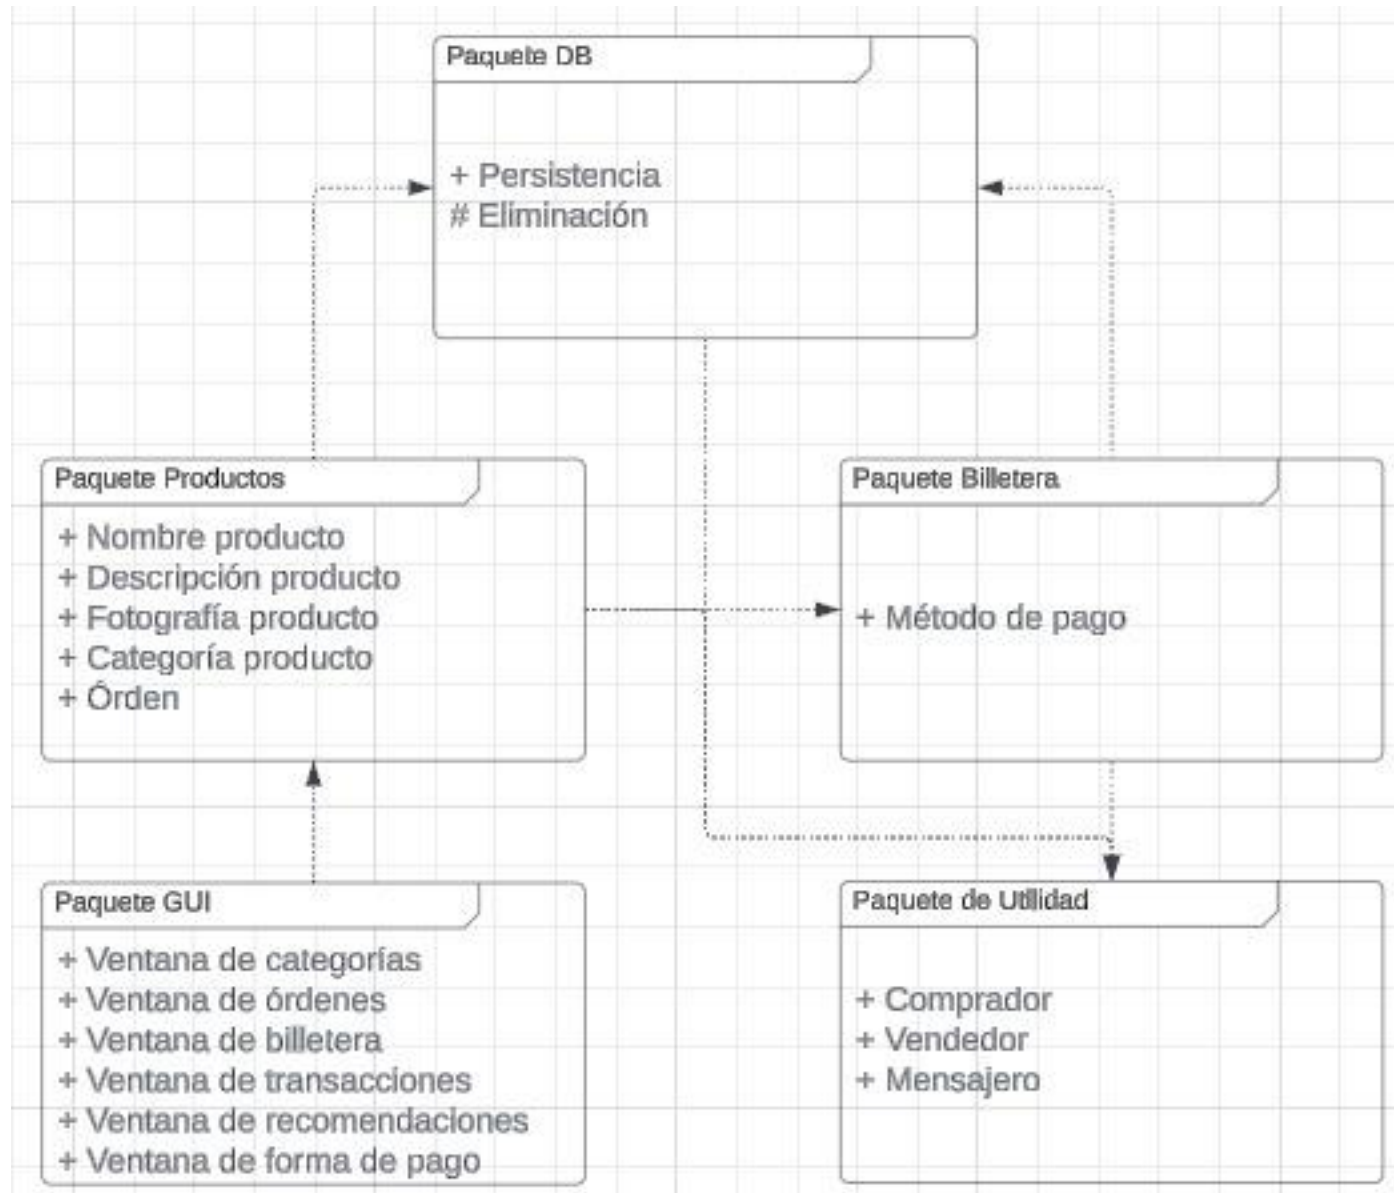 Paquete DB
+ Persistencia
# Eliminación
Paquete Productos
+ Nombre producto
+ Descripción producto
+ Fotografía producto
+ Categoría producto
+ Órden
Paquete Billetera
+ Método de pago
Paquete GUI
+ Ventana de categorías
+ Ventana de órdenes
+ Ventana de billetera
+ Ventana de transacciones
+ Ventana de recomendaciones
+ Ventana de forma de pago
Paquete de Utilidad
+ Comprador
+ Vendedor
+ Mensajero